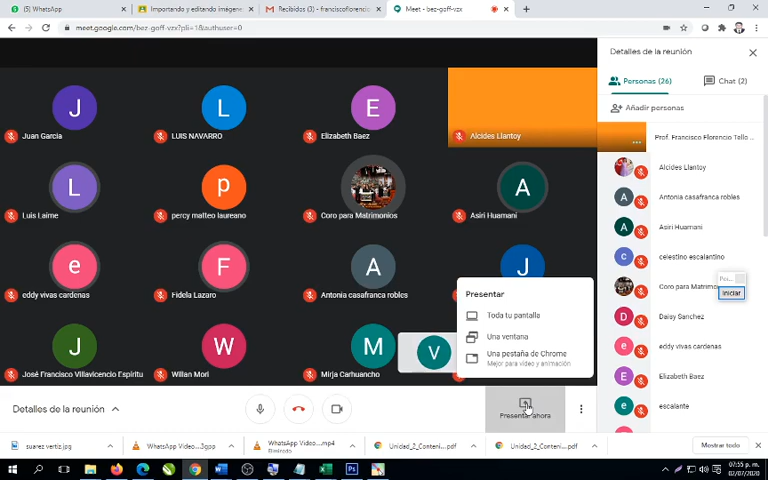 (5) WhatsApp
Importando y editando imágene
Recibidos (3) - franciscoflorenci
Meet - bez-goff-vzx
meet.google.com/bez-goff-vzx?pli=1&authuser=0
Detalles de la reunión
Personas (26)
Chat (2)
Añadir personas
Prof. Francisco Florencio Tello ...
Alcides Llantoy
Antonia casafranca robles
Asiri Huamani
celestino escalantino
Coro para Matrimo
Iniciar
Daisy Sanchez
eddy vivas cardenas
Elizabeth Baez
escalante
J
Juan Garcia
L
LUIS NAVARRO
E
Elizabeth Baez
Alcides Llantoy
L
Luis Laime
p
percy matteo laureano
Coro para Matrimonios
A
Asiri Huamani
e
eddy vivas cardenas
F
Fidela Lazaro
A
Antonia casafranca robles
J
J
José Francisco Villavicencio Espiritu
W
Willan Mori
M
Mirja Carhuancho
V
Presentar
Toda tu pantalla
Una ventana
Una pestaña de Chrome
Mejor para vídeo y animación
Detalles de la reunión
Presentar ahora
suarez vertiz.jpg
WhatsApp Video....3gpp
WhatsApp Video....mp4
Unidad_2_Conteni....pdf
Unidad_2_Conteni....pdf
Mostrar todo
07:55 p. m.
02/07/2020